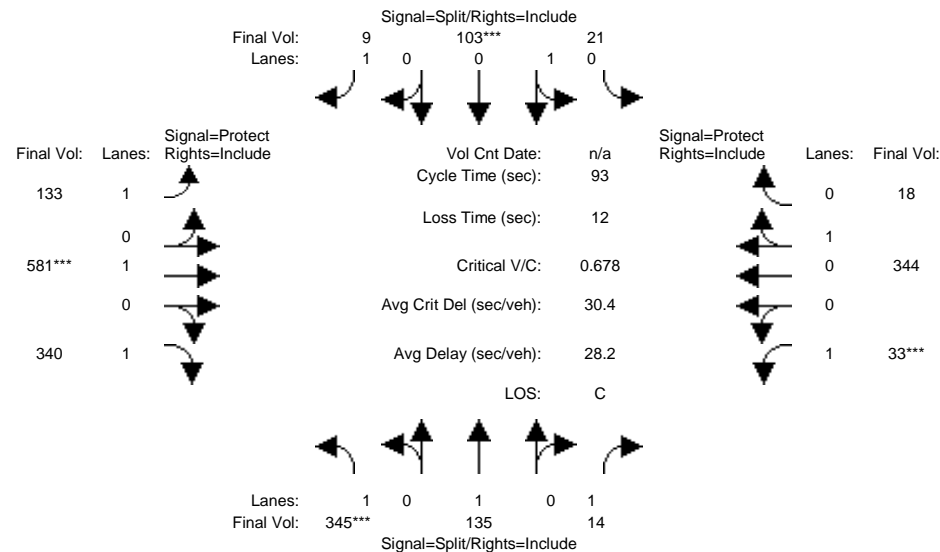 Signal=Split/Rights=Include
Final Vol: 9 103*** 21
Lanes: 1 0 0 1 0
Signal=Protect
Final Vol: Lanes: Rights=Include
Vol Cnt Date: n/a
Signal=Protect
Rights=Include Lanes: Final Vol:
Cycle Time (sec): 93
133 1
0 18
Loss Time (sec): 12
0
1
581*** 1
Critical V/C: 0.678
0 344
0
Avg Crit Del (sec/veh): 30.4
0
340 1
Avg Delay (sec/veh): 28.2
1 33***
LOS: C
Lanes: 1 0 1 0 1
Final Vol: 345*** 135 14
Signal=Split/Rights=Include